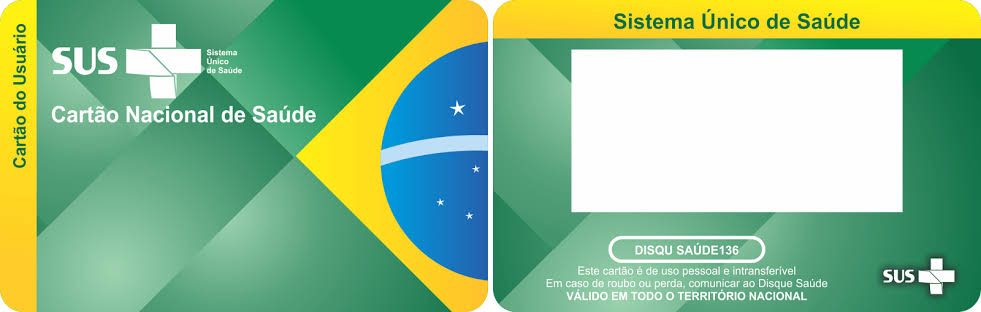 Cartão do Usuário
SUS
Sistema
Único
de Saúde
Cartão Nacional de Saúde
Sistema Único de Saúde
DISQU SAÚDE136
Este cartão é de uso pessoal e intransferível
Em caso de roubo ou perda, comunicar ao Disque Saúde
VÁLIDO EM TODO O TERRITÓRIO NACIONAL
SUS